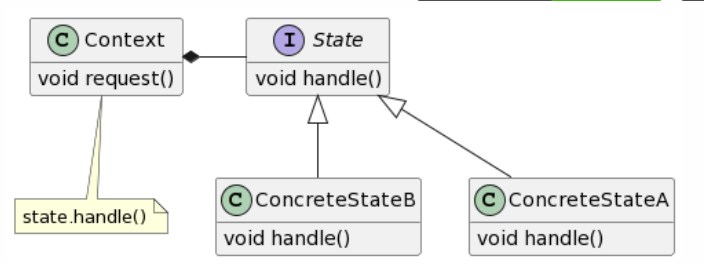 C Context
void request()
I State
void handle()
state.handle()
C ConcreteStateB
void handle()
C ConcreteStateA
void handle()